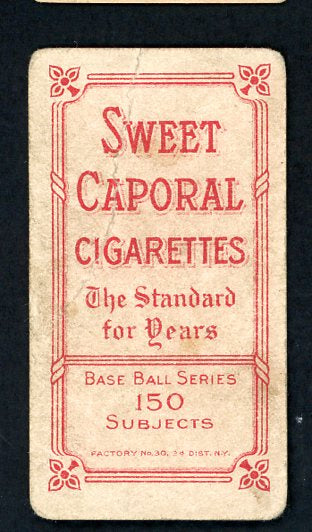 SWEET
CAPORAL
CIGARETTES
The Standard
for Years
BASE BALL SERIES
150
SUBJECTS
FACTORY No. 30, 2d DIST. N.Y.